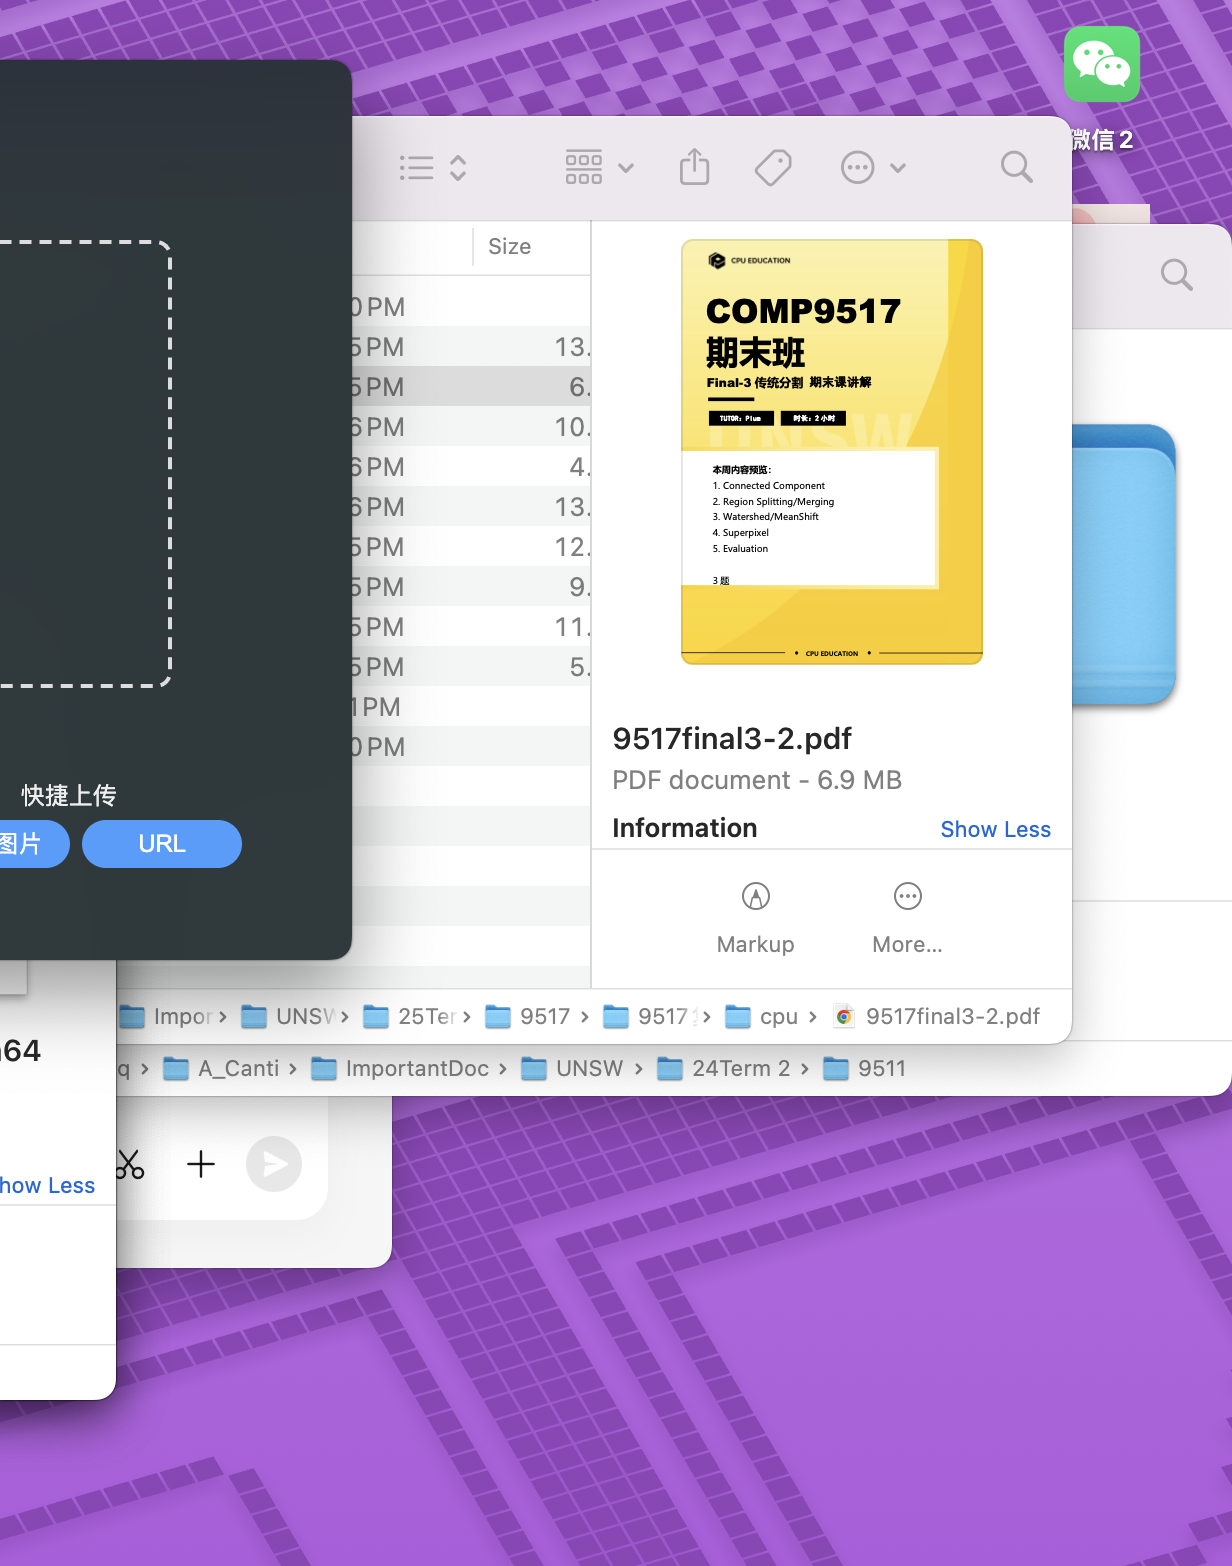 微信 2
Size
0 PM
5 PM 13.
5 PM 6.
6 PM 10.
6 PM 4.
6 PM 13.
5 PM 12.
5 PM 9.
5 PM 11.
5 PM 5.
1 PM
0 PM
CPU EDUCATION
COMP9517
期末班
Final-3 传统分割 期末课讲解
TUTOR: Plum 时长: 2 小时
UNSW
本周内容预览：
1. Connected Component
2. Region Splitting/Merging
3. Watershed/MeanShift
4. Superpixel
5. Evaluation
3 题
• CPU EDUCATION •
9517final3-2.pdf
PDF document - 6.9 MB
Information Show Less
Markup More...
快捷上传
图片 URL
Impor › UNSW › 25Ter › 9517 › 9517 › cpu › 9517final3-2.pdf
q › A_Canti › ImportantDoc › UNSW › 24Term 2 › 9511
64
how Less